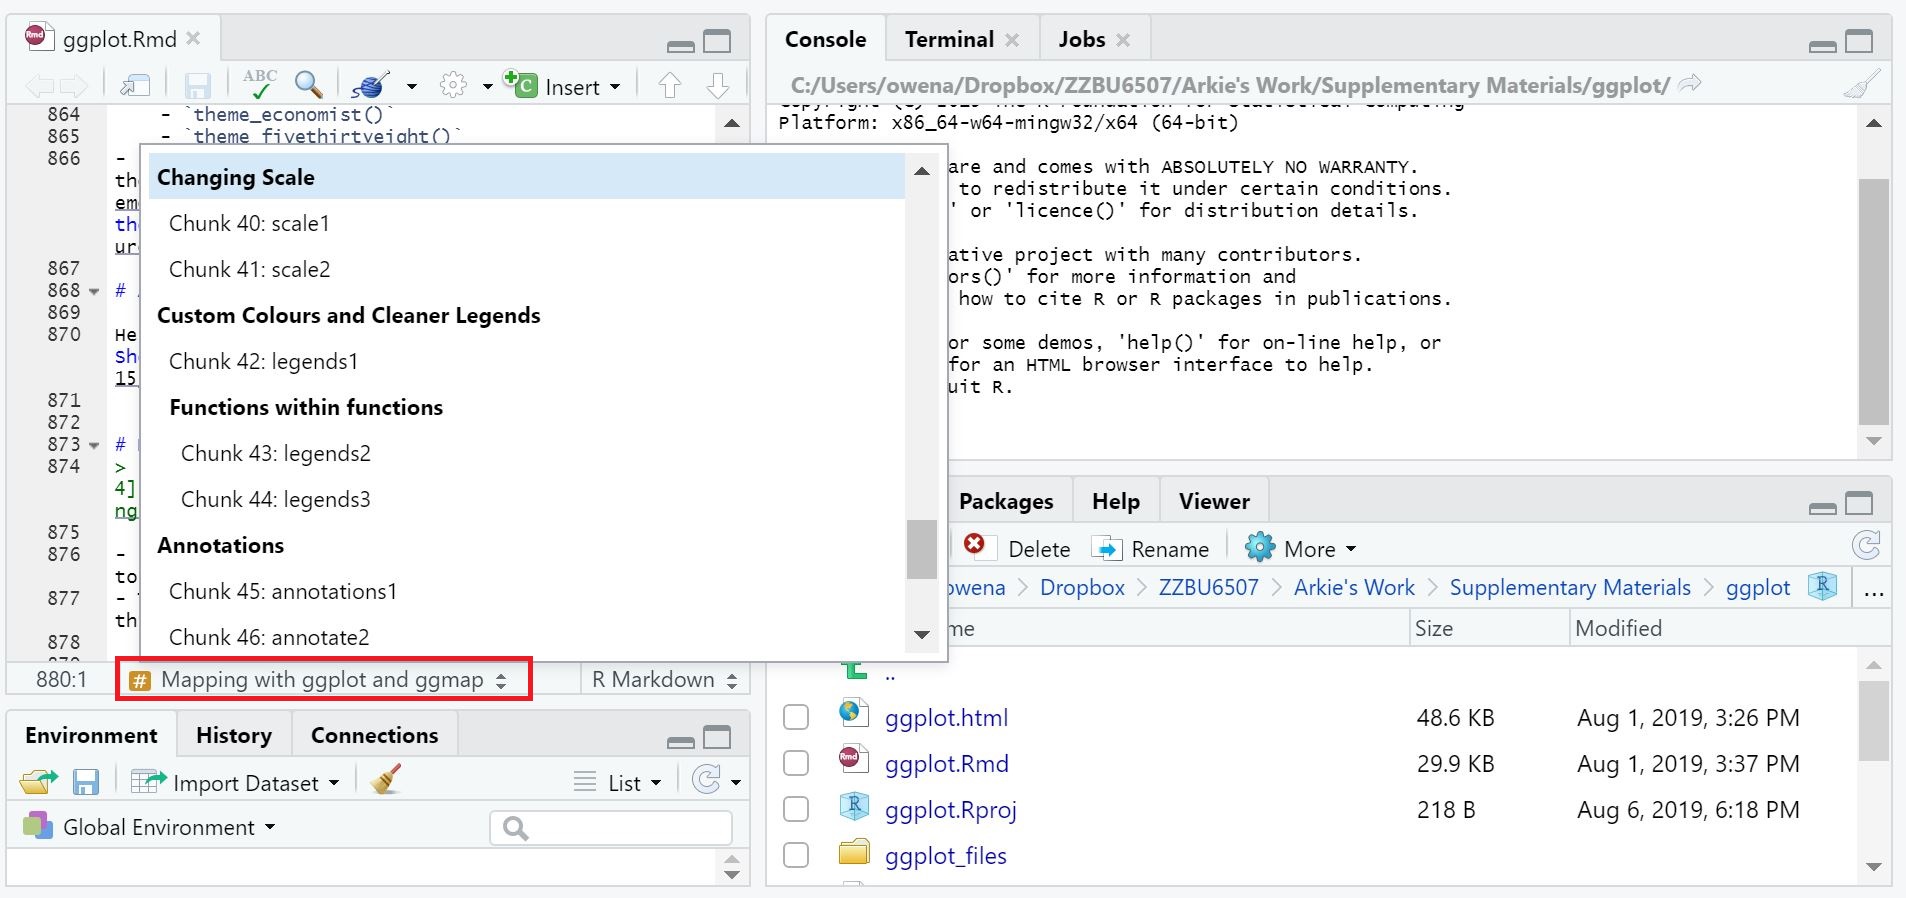 ggplot.Rmd
ABC
Insert
864 - `theme_economist()`
865 - `theme_fivethirtyeight()`
866 -
the
eme
the
ure
867
868 #
869
870 He
Sho
15
871
872
873 #
874 >
4]
ng
875
876 -
to
877 -
th
878
Changing Scale
Chunk 40: scale1
Chunk 41: scale2
Custom Colours and Cleaner Legends
Chunk 42: legends1
Functions within functions
Chunk 43: legends2
Chunk 44: legends3
Annotations
Chunk 45: annotations1
Chunk 46: annotate2
880:1 # Mapping with ggplot and ggmap R Markdown
Environment History Connections
Import Dataset List
Global Environment
Console Terminal Jobs
C:/Users/owena/Dropbox/ZZBU6507/Arkie's Work/Supplementary Materials/ggplot/
Platform: x86_64-w64-mingw32/x64 (64-bit)
are and comes with ABSOLUTELY NO WARRANTY.
to redistribute it under certain conditions.
' or 'licence()' for distribution details.
ative project with many contributors.
ors()' for more information and
how to cite R or R packages in publications.
or some demos, 'help()' for on-line help, or
for an HTML browser interface to help.
uit R.
Packages Help Viewer
Delete Rename More
owena Dropbox ZZBU6507 Arkie's Work Supplementary Materials ggplot ...
me Size Modified
..
ggplot.html 48.6 KB Aug 1, 2019, 3:26 PM
ggplot.Rmd 29.9 KB Aug 1, 2019, 3:37 PM
ggplot.Rproj 218 B Aug 6, 2019, 6:18 PM
ggplot_files